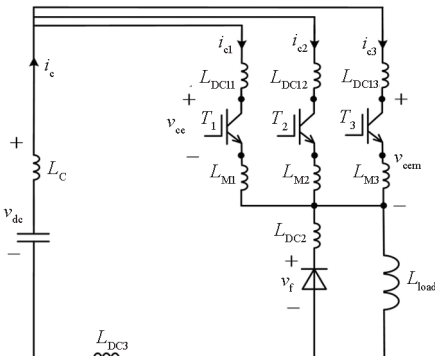 i_c1 i_c2 i_c3
i_c
L_DC11 L_DC12 L_DC13
+ +
T_1 T_2 T_3
v_ce
+ −
L_C
L_M1 L_M2 L_M3 v_cem
−
v_dc
L_DC2
−
+
v_f
L_load
−
L_DC3